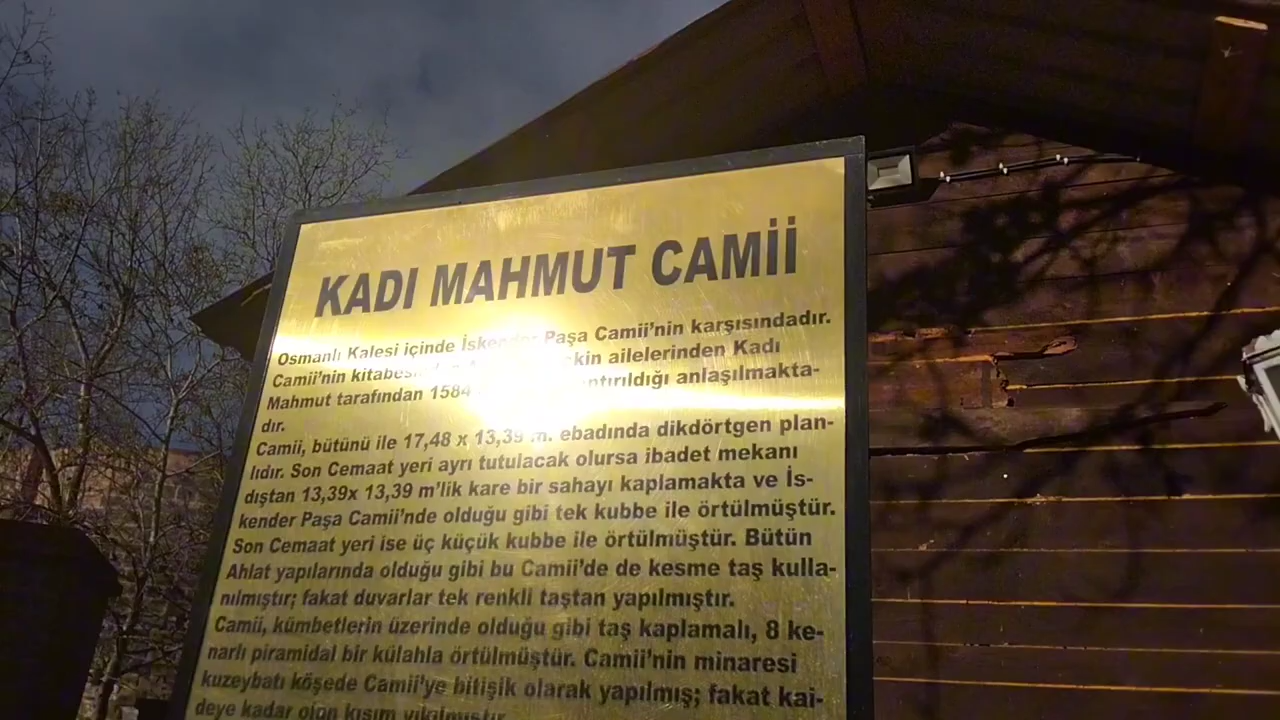 KADI MAHMUT CAMİİ
Osmanlı Kalesi içinde İskender Paşa Camii’nin karşısındadır.
Camii’nin ailelerinden Kadı
Mahmut tarafından 1584 anlaşılmakta-
dır.
Camii, bütünü ile 17,48 x 13,39 m. ebadında dikdörtgen plan-
lıdır. Son Cemaat yeri ayrı tutulacak olursa ibadet mekanı
dıştan 13,39x 13,39 m’lik kare bir sahayı kaplamakta ve İs-
kender Paşa Camii’nde olduğu gibi tek kubbe ile örtülmüştür.
Son Cemaat yeri ise üç küçük kubbe ile örtülmüştür. Bütün
Ahlat yapılarında olduğu gibi bu Camii’de de kesme taş kulla-
nılmıştır; fakat duvarlar tek renkli taştan yapılmıştır.
Camii, kümbetlerin üzerinde olduğu gibi taş kaplamalı, 8 ke-
narlı piramidal bir külahla örtülmüştür. Camii’nin minaresi
kuzeybatı köşede Camii’ye bitişik olarak yapılmış; fakat kai-
deye kadar olan kısım yıkılmıştır.